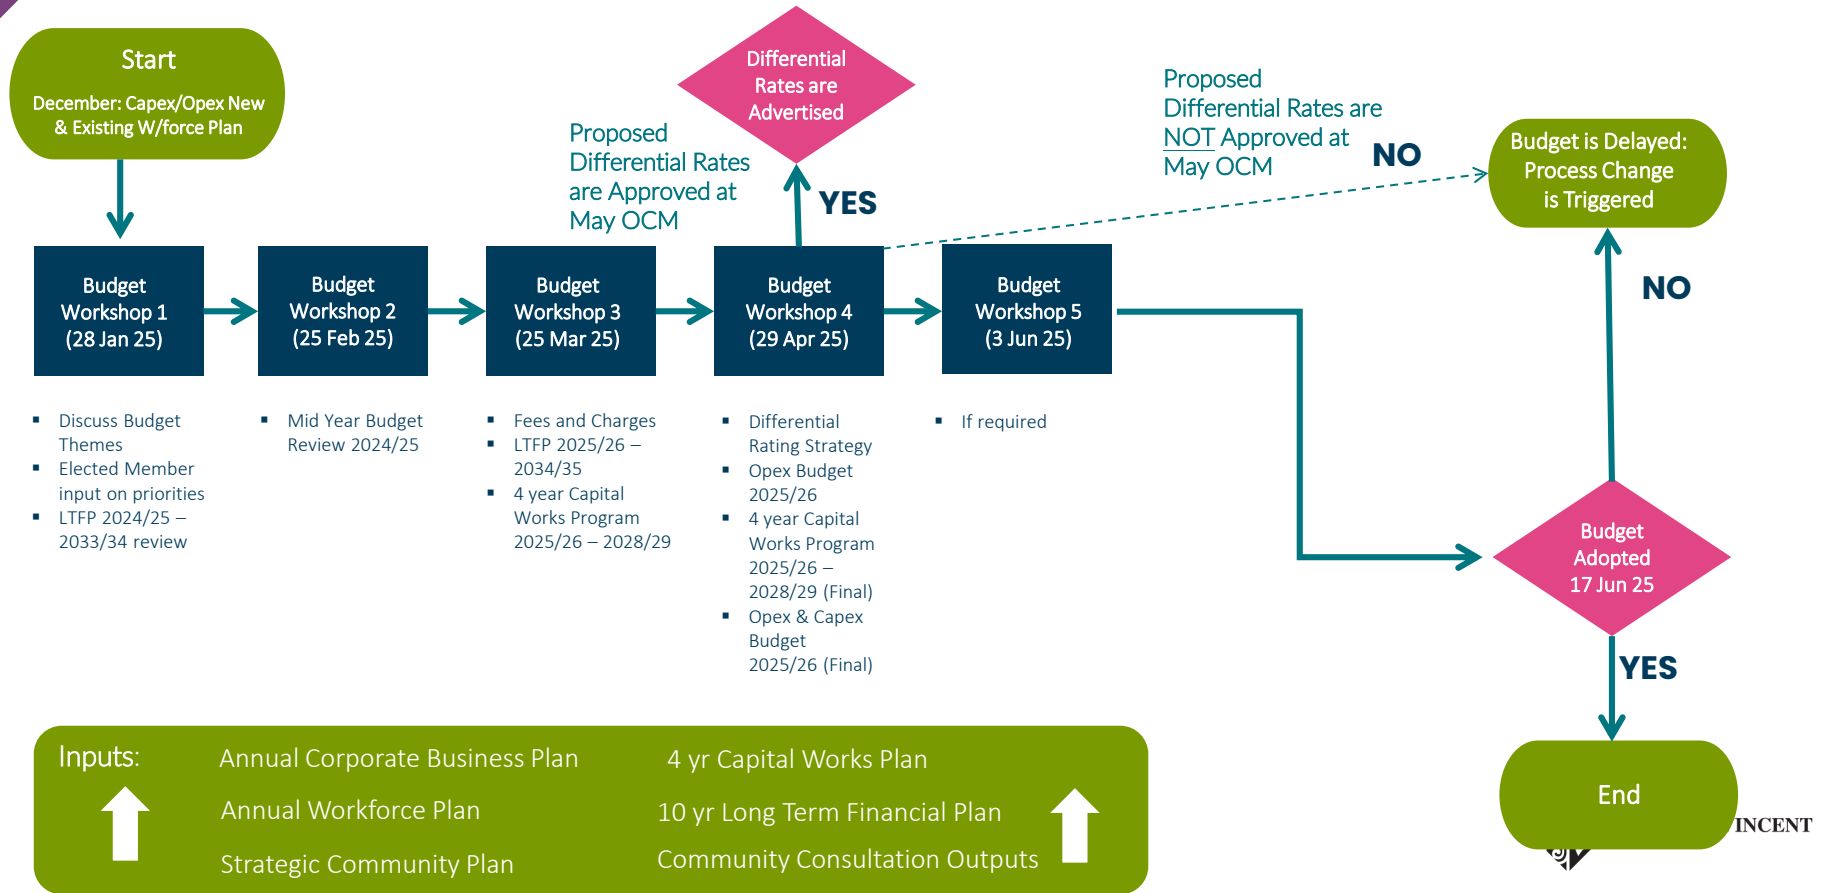 Start
December: Capex/Opex New
& Existing W/force Plan
Differential
Rates are
Advertised
Proposed
Differential Rates
are Approved at
May OCM
YES
Proposed
Differential Rates are
NOT Approved at
May OCM
NO
Budget is Delayed:
Process Change
is Triggered
NO
Budget
Workshop 1
(28 Jan 25)
Budget
Workshop 2
(25 Feb 25)
Budget
Workshop 3
(25 Mar 25)
Budget
Workshop 4
(29 Apr 25)
Budget
Workshop 5
(3 Jun 25)
▪ Discuss Budget
Themes
▪ Elected Member
input on priorities
▪ LTFP 2024/25 –
2033/34 review
▪ Mid Year Budget
Review 2024/25
▪ Fees and Charges
▪ LTFP 2025/26 –
2034/35
▪ 4 year Capital
Works Program
2025/26 – 2028/29
▪ Differential
Rating Strategy
▪ Opex Budget
2025/26
▪ 4 year Capital
Works Program
2025/26 –
2028/29 (Final)
▪ Opex & Capex
Budget
2025/26 (Final)
▪ If required
Budget
Adopted
17 Jun 25
YES
End
Inputs:
Annual Corporate Business Plan
Annual Workforce Plan
Strategic Community Plan
4 yr Capital Works Plan
10 yr Long Term Financial Plan
Community Consultation Outputs
INCENT